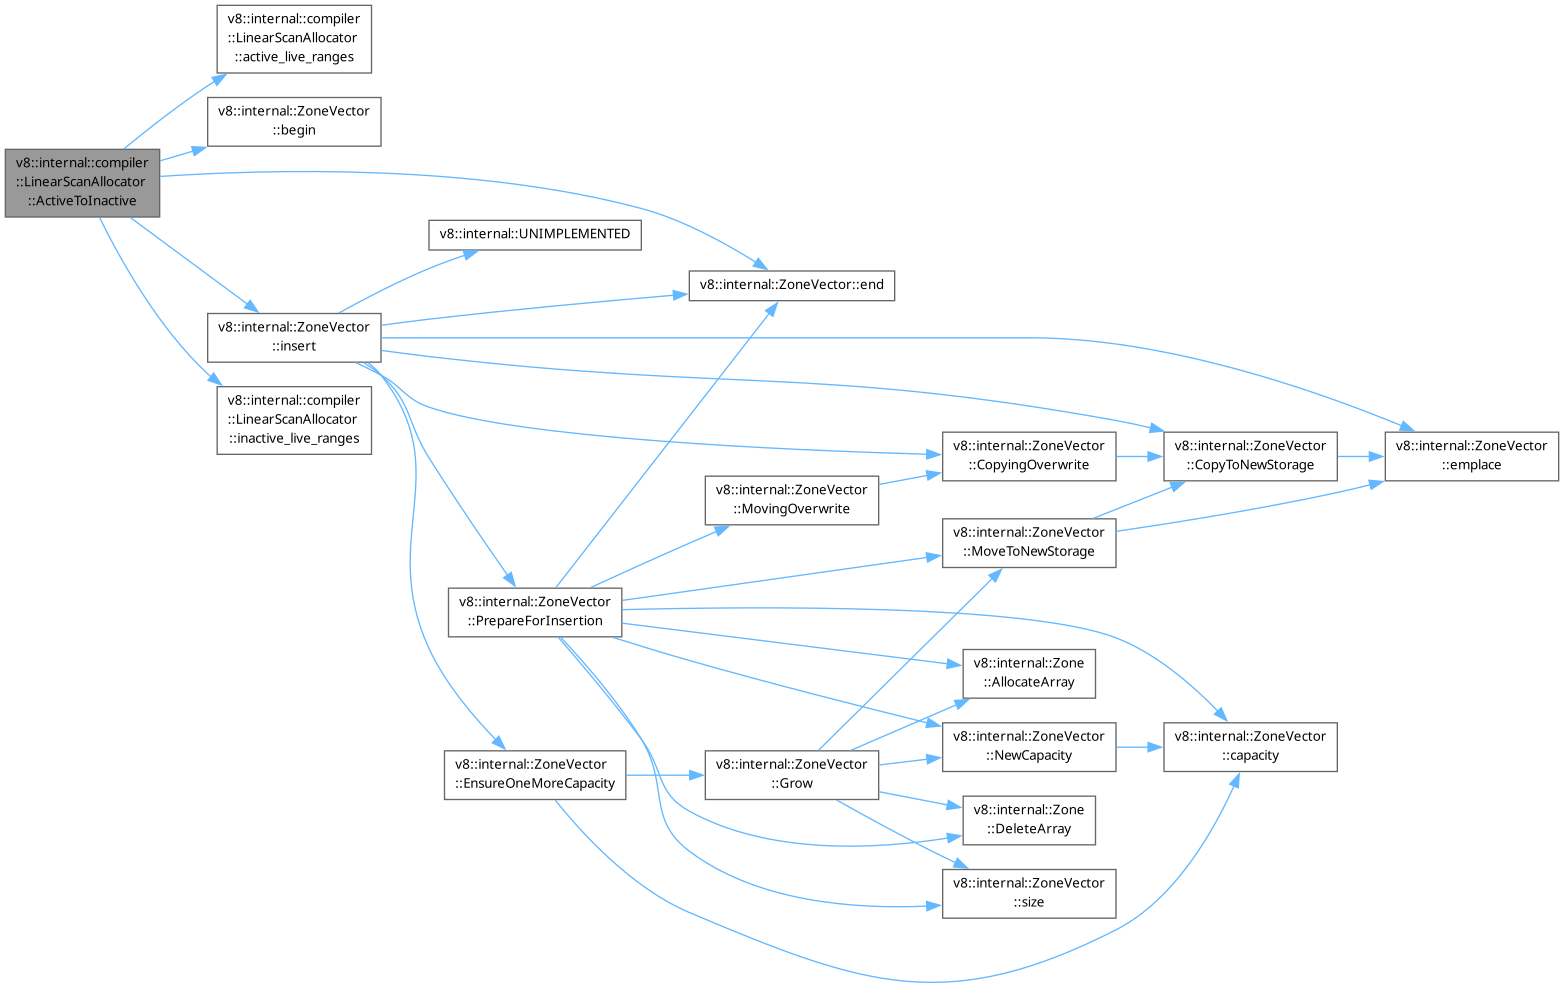 v8::internal::compiler
::LinearScanAllocator
::active_live_ranges
v8::internal::ZoneVector
::begin
v8::internal::compiler
::LinearScanAllocator
::ActiveToInactive
v8::internal::UNIMPLEMENTED
v8::internal::ZoneVector::end
v8::internal::ZoneVector
::insert
v8::internal::compiler
::LinearScanAllocator
::inactive_live_ranges
v8::internal::ZoneVector
::CopyingOverwrite
v8::internal::ZoneVector
::CopyToNewStorage
v8::internal::ZoneVector
::emplace
v8::internal::ZoneVector
::MovingOverwrite
v8::internal::ZoneVector
::MoveToNewStorage
v8::internal::ZoneVector
::PrepareForInsertion
v8::internal::Zone
::AllocateArray
v8::internal::ZoneVector
::NewCapacity
v8::internal::ZoneVector
::capacity
v8::internal::ZoneVector
::EnsureOneMoreCapacity
v8::internal::ZoneVector
::Grow
v8::internal::Zone
::DeleteArray
v8::internal::ZoneVector
::size